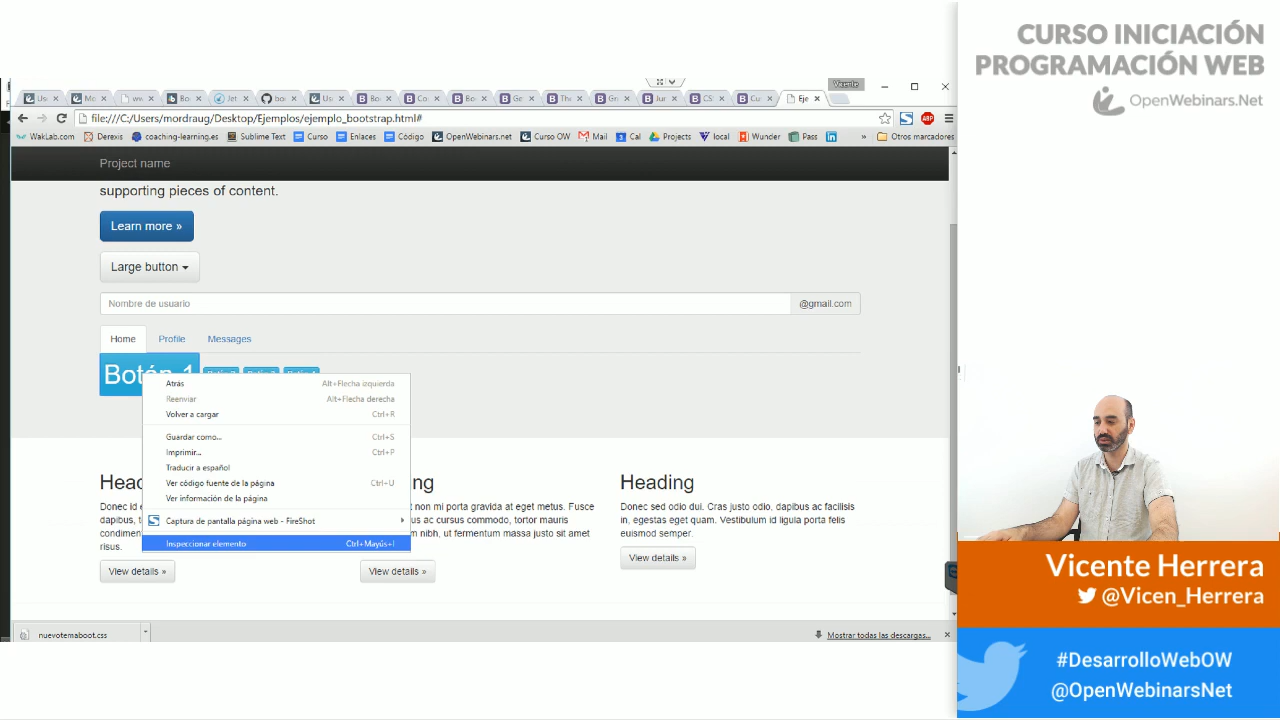 CURSO INICIACIÓN
PROGRAMACIÓN WEB
OpenWebinars.Net
Vicente
file:///C:/Users/mordraug/Desktop/Ejemplos/ejemplo_bootstrap.html#
WakLab.com Derexis coaching-learning.es Sublime Text Curso Enlaces Código OpenWebinars.net Curso OW Mail Cal Projects local Wunder Pass » Otros marcadores
Project name
supporting pieces of content.
Learn more »
Large button
Nombre de usuario @gmail.com
Home Profile Messages
Botón 1
Atrás Alt+Flecha izquierda
Reenviar Alt+Flecha derecha
Volver a cargar Ctrl+R
Guardar como... Ctrl+S
Imprimir... Ctrl+P
Traducir a español
Ver código fuente de la página Ctrl+U
Ver información de la página
Captura de pantalla página web - FireShot
Inspeccionar elemento Ctrl+Mayús+I
Heading
Donec sed odio dui. Cras justo odio, dapibus ac facilisis
in, egestas eget quam. Vestibulum id ligula porta felis
euismod semper.
risus.
View details » View details » View details »
nuevotemaboot.css
Mostrar todas las descargas...
Vicente Herrera
@Vicen_Herrera
#DesarrolloWebOW
@OpenWebinarsNet